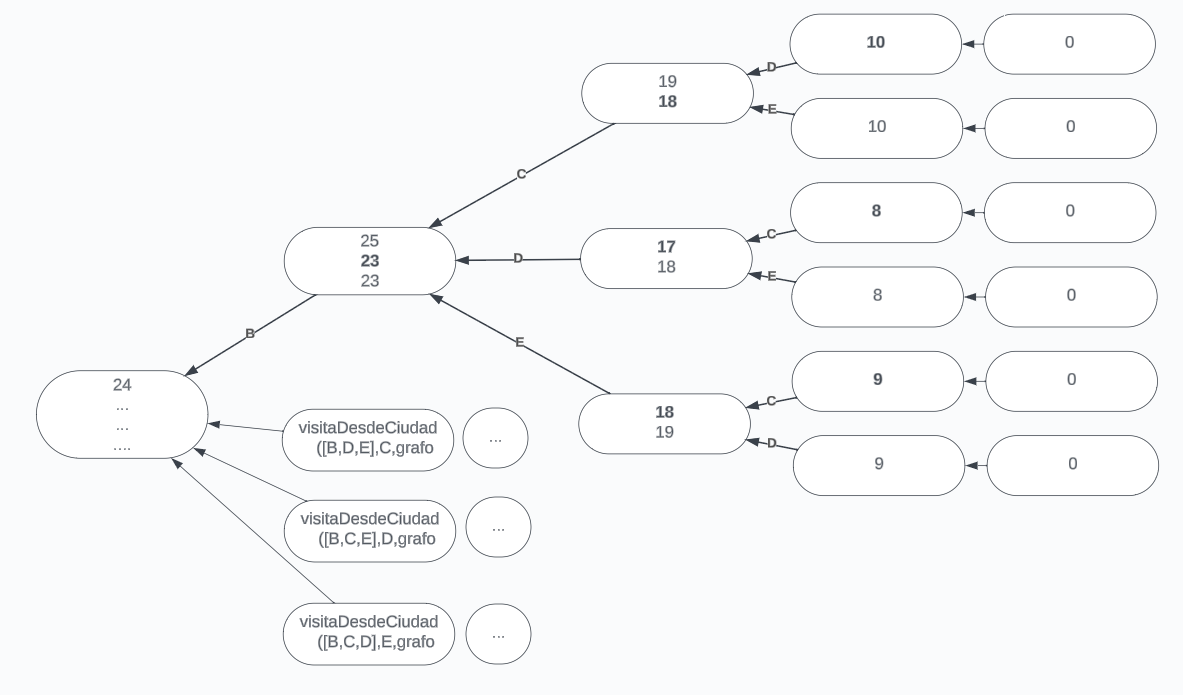 10
0
D
19
18
E
10
0
C
8
0
25
23
23
D
17
18
C
E
8
0
B
E
9
0
24
...
...
....
18
19
C
D
visitaDesdeCiudad
([B,D,E],C,grafo
...
9
0
visitaDesdeCiudad
([B,C,E],D,grafo
...
visitaDesdeCiudad
([B,C,D],E,grafo
...